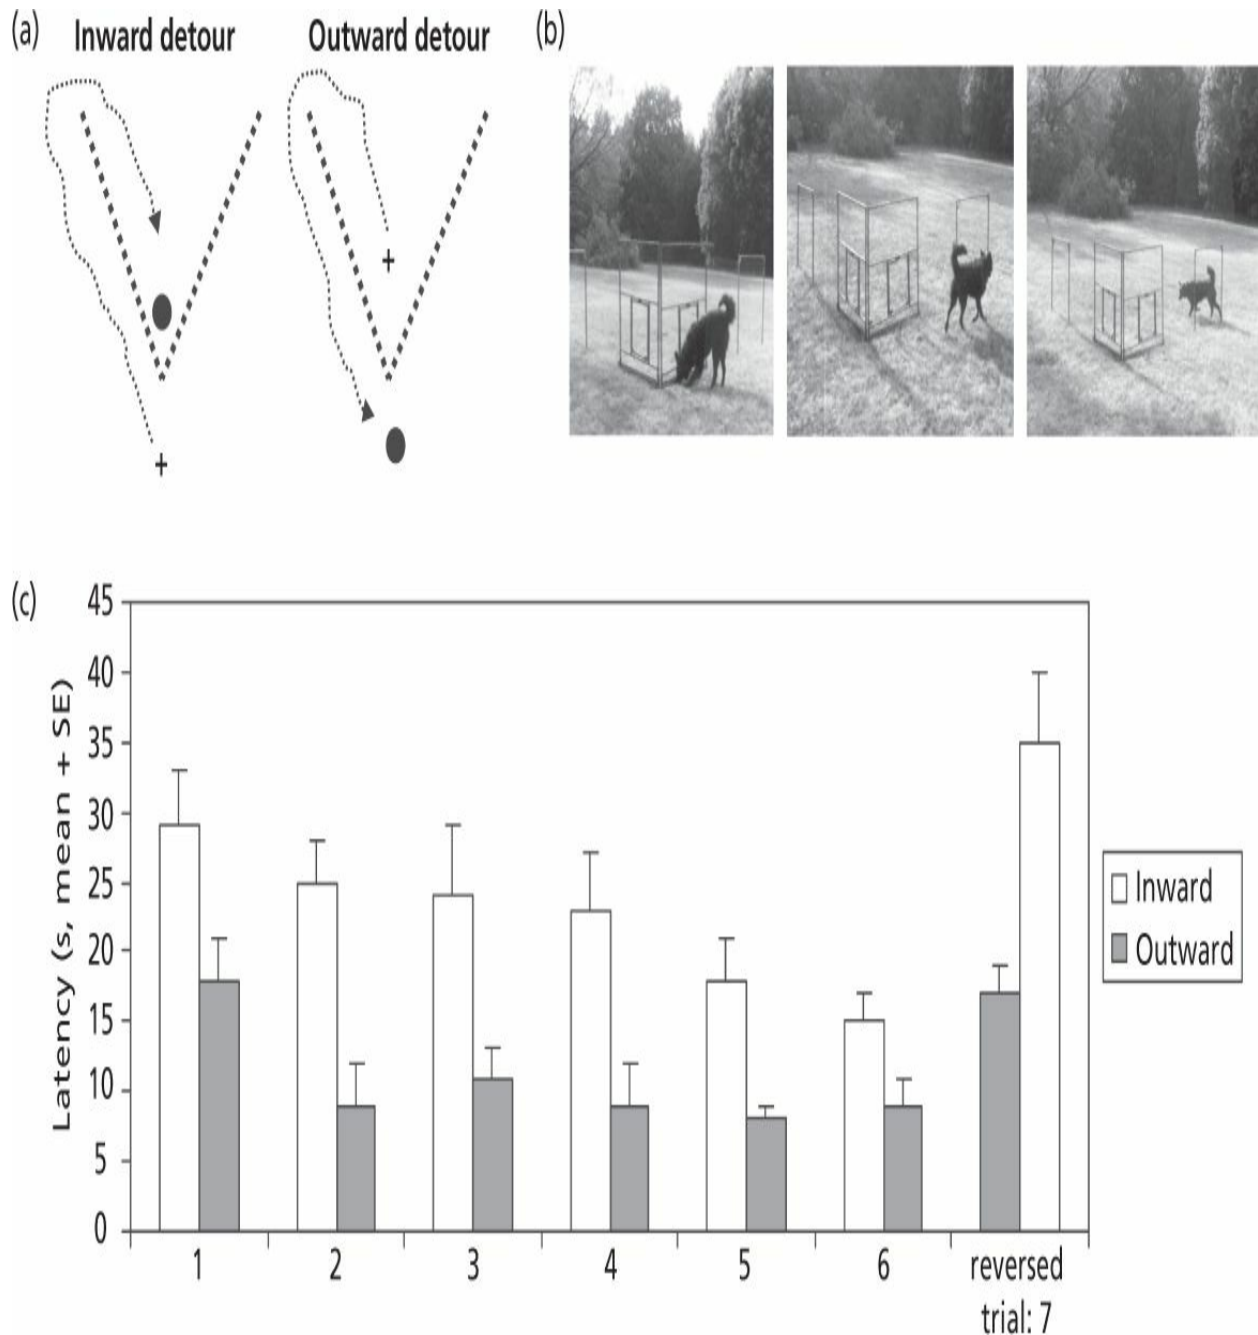 (a) Inward detour Outward detour (b)
+
+
(c)
Latency (s, mean + SE)
45
40
35
30
25
20
15
10
5
0
Inward
Outward
1 2 3 4 5 6 reversed
trial: 7